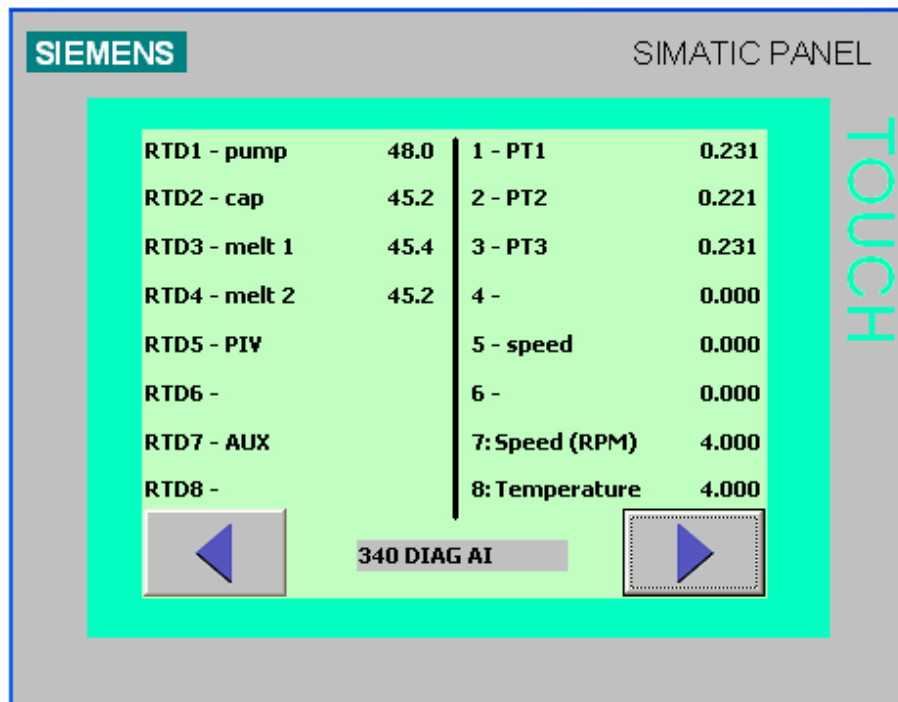 SIEMENS
SIMATIC PANEL
TOUCH
RTD1 - pump 48.0
RTD2 - cap 45.2
RTD3 - melt 1 45.4
RTD4 - melt 2 45.2
RTD5 - PIV
RTD6 -
RTD7 - AUX
RTD8 -
1 - PT1 0.231
2 - PT2 0.221
3 - PT3 0.231
4 - 0.000
5 - speed 0.000
6 - 0.000
7: Speed (RPM) 4.000
8: Temperature 4.000
340 DIAG AI